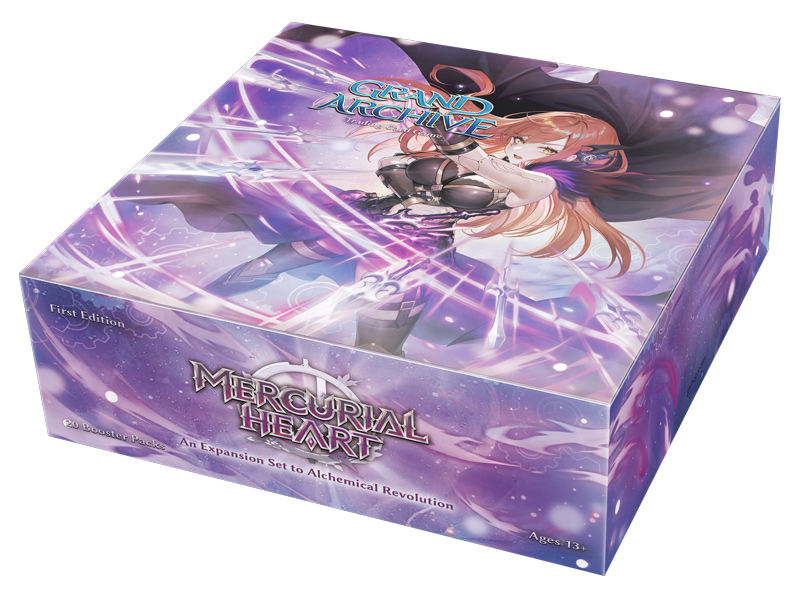 GRAND
ARCHIVE
Trading Card Game
First Edition
MERCURIAL
HEART
20 Booster Packs
An Expansion Set to Alchemical Revolution
Ages 13+